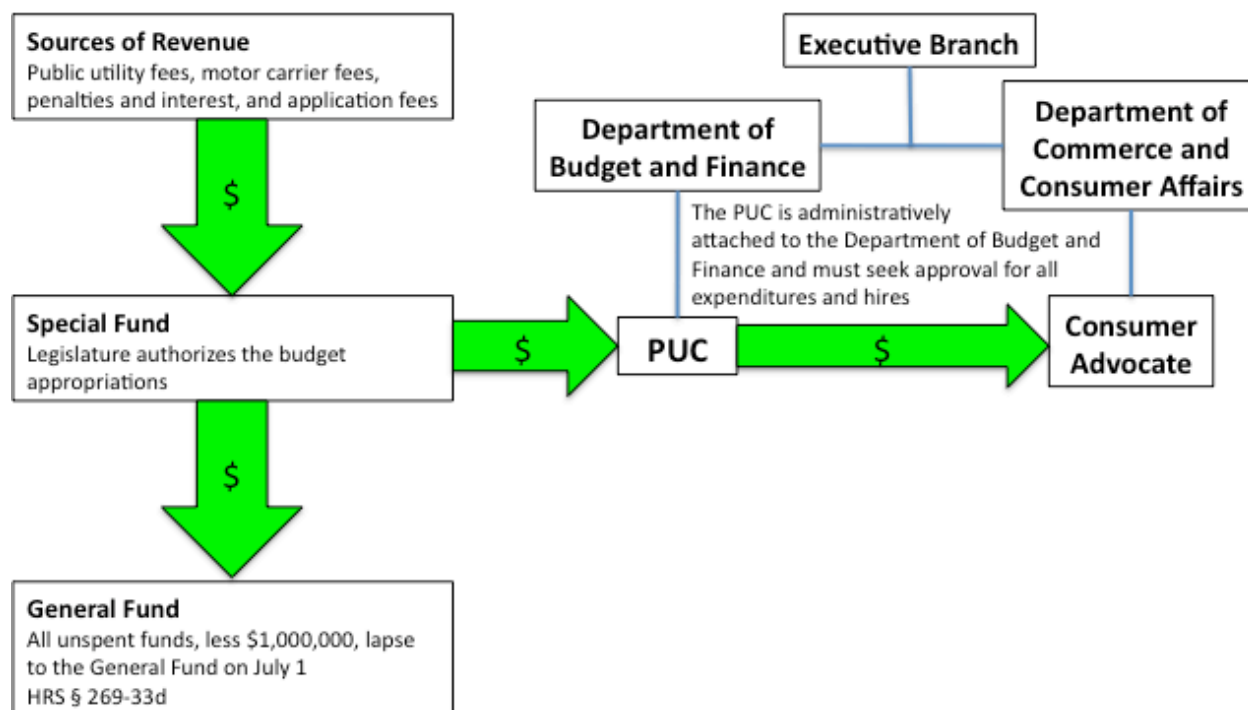 Sources of Revenue
Public utility fees, motor carrier fees,
penalties and interest, and application fees
$
Special Fund
Legislature authorizes the budget
appropriations
$
General Fund
All unspent funds, less $1,000,000, lapse
to the General Fund on July 1
HRS § 269-33d
Executive Branch
Department of
Budget and Finance
Department of
Commerce and
Consumer Affairs
The PUC is administratively
attached to the Department of Budget and
Finance and must seek approval for all
expenditures and hires
$
PUC
$
Consumer
Advocate